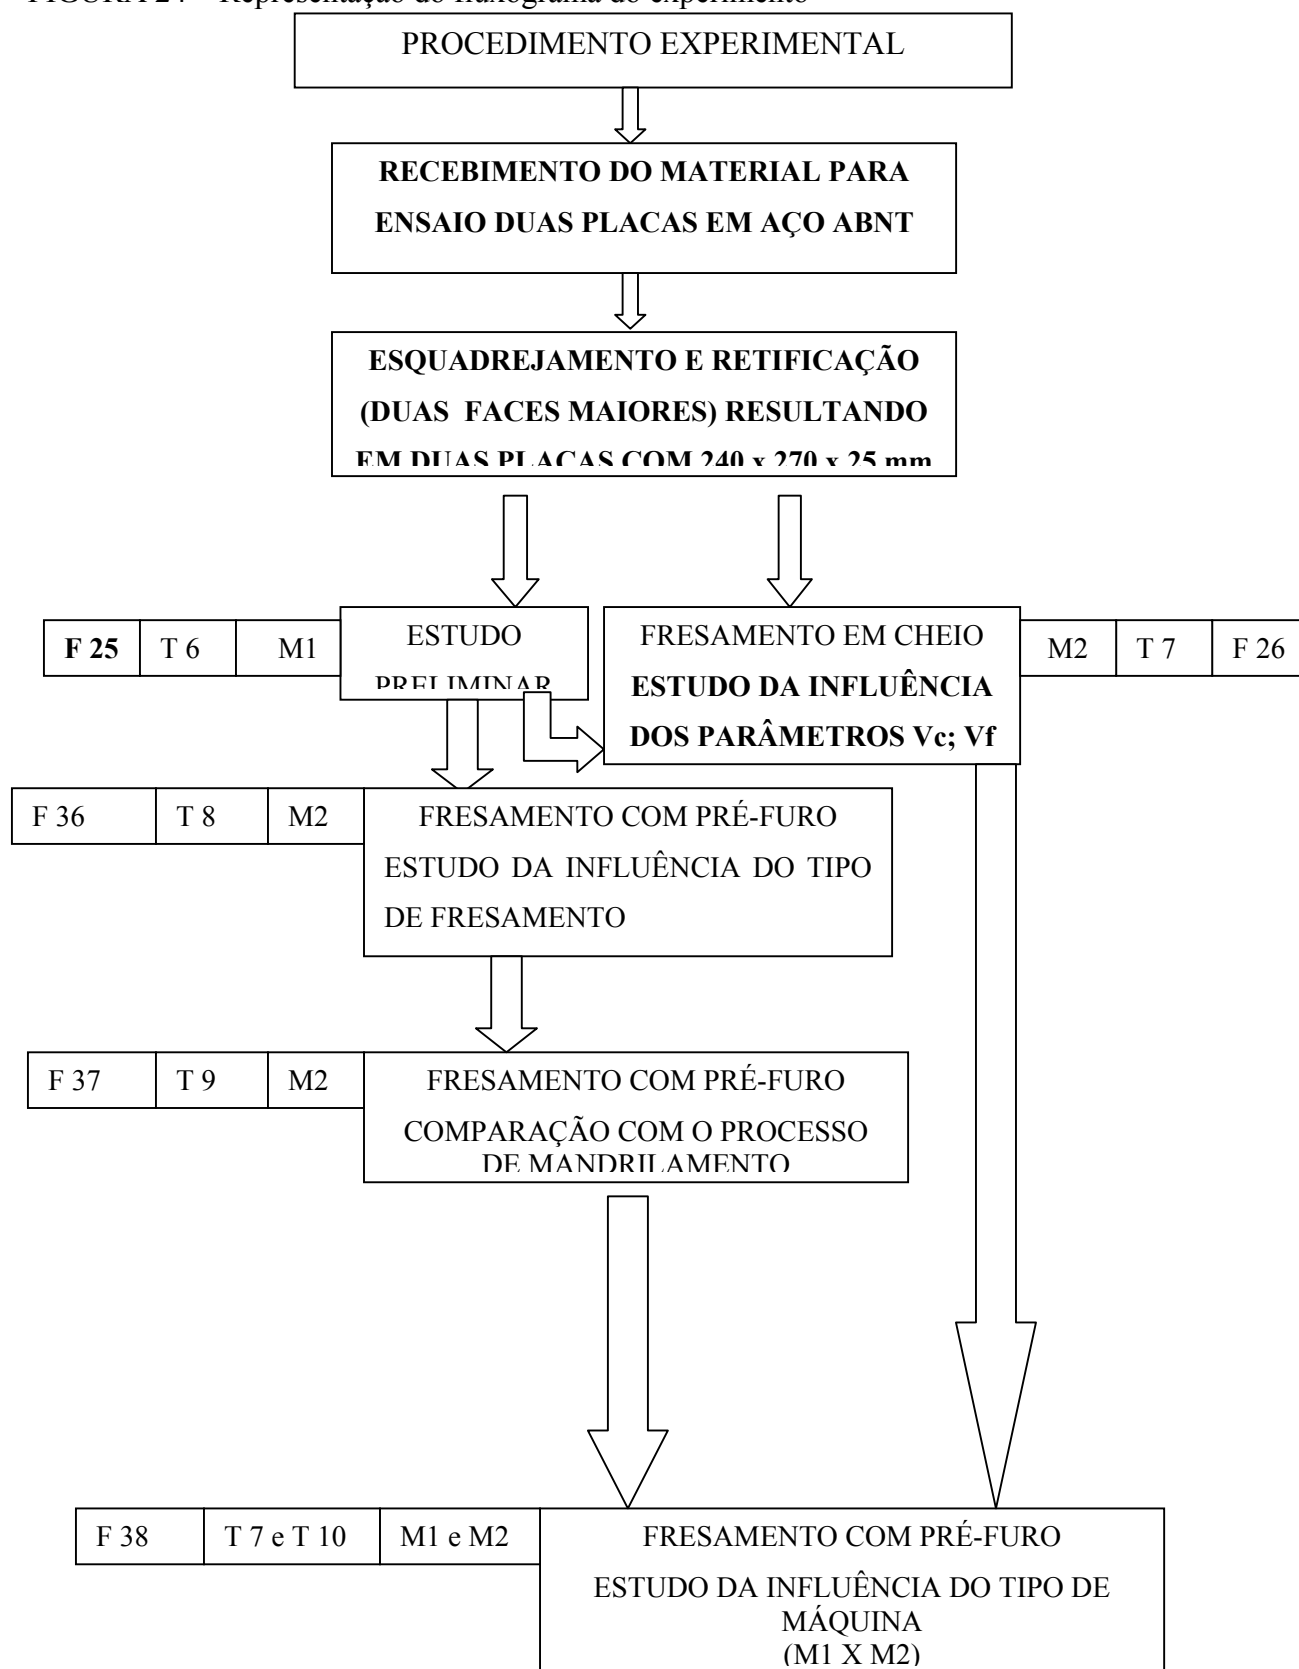 FIGURA 24 – Representação do fluxograma do experimento
PROCEDIMENTO EXPERIMENTAL
RECEBIMENTO DO MATERIAL PARA
ENSAIO DUAS PLACAS EM AÇO ABNT
ESQUADREJAMENTO E RETIFICAÇÃO
(DUAS FACES MAIORES) RESULTANDO
EM DUAS PLACAS COM 240 x 270 x 25 mm
F 25 T 6 M1
ESTUDO
PRELIMINAR
FRESAMENTO EM CHEIO
ESTUDO DA INFLUÊNCIA
DOS PARÂMETROS Vc; Vf
M2 T 7 F 26
F 36 T 8 M2
FRESAMENTO COM PRÉ-FURO
ESTUDO DA INFLUÊNCIA DO TIPO
DE FRESAMENTO
F 37 T 9 M2
FRESAMENTO COM PRÉ-FURO
COMPARAÇÃO COM O PROCESSO
DE MANDRILAMENTO
F 38 T 7 e T 10 M1 e M2
FRESAMENTO COM PRÉ-FURO
ESTUDO DA INFLUÊNCIA DO TIPO DE
MÁQUINA
(M1 X M2)